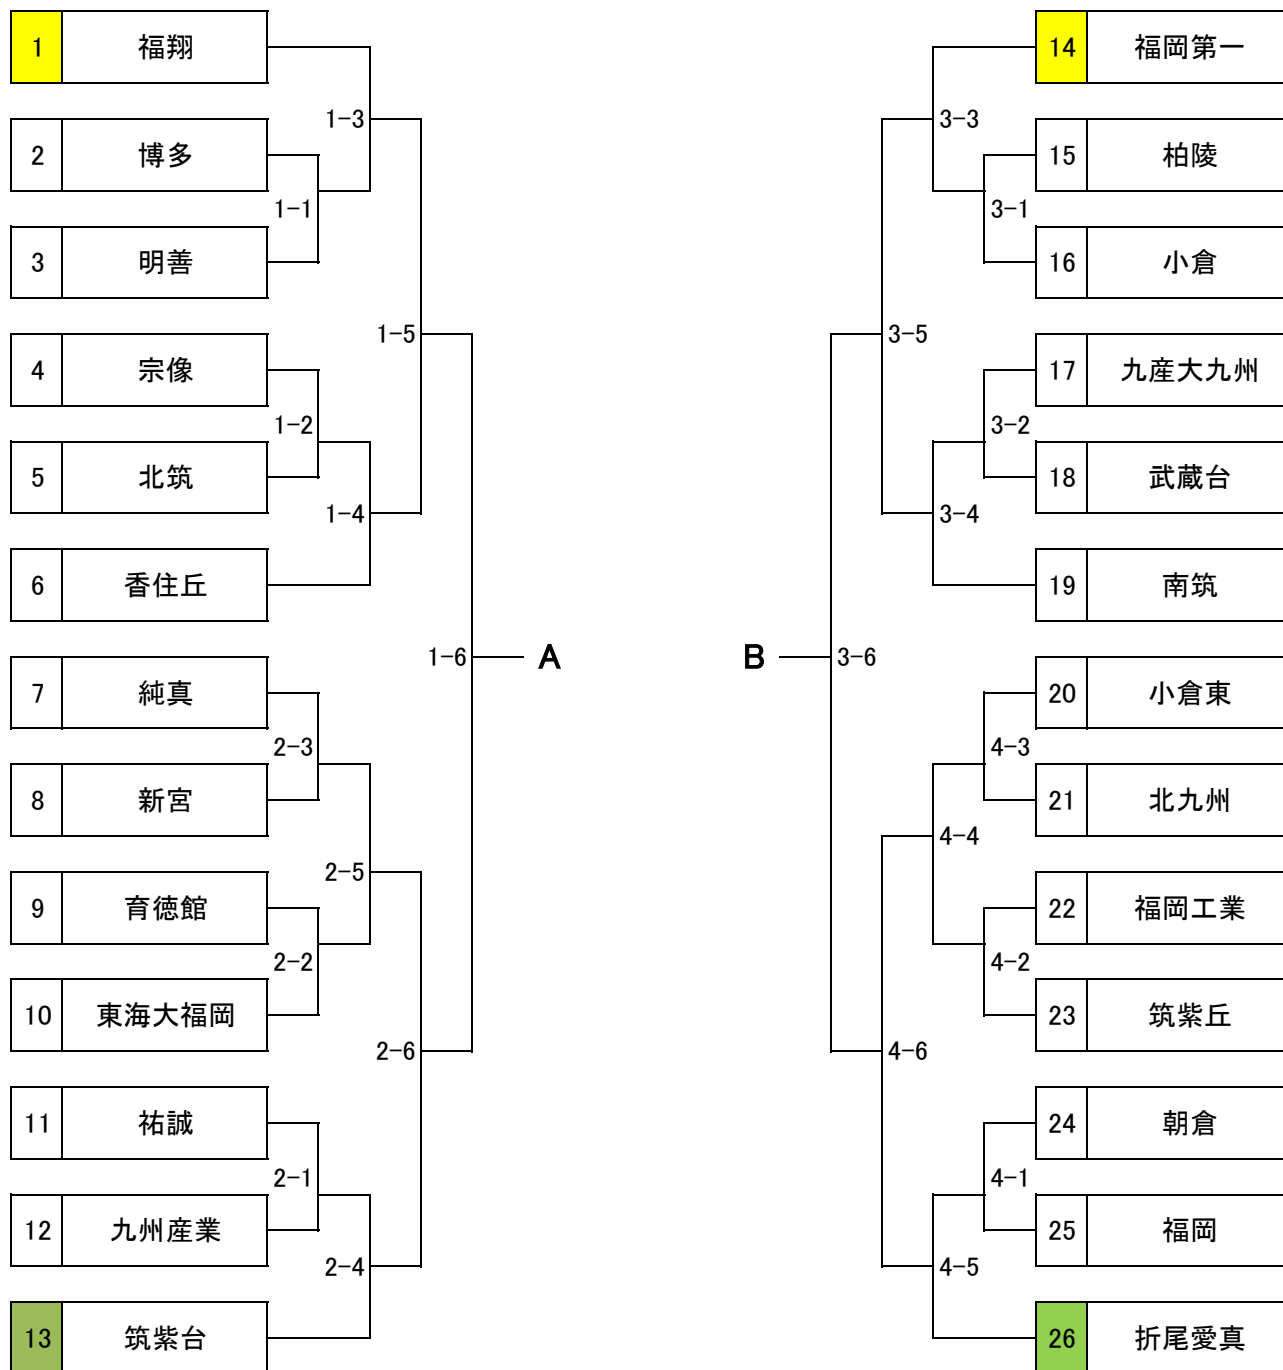 1 福翔
1-3
2 博多
1-1
3 明善
1-5
4 宗像
1-2
5 北筑
1-4
6 香住丘
1-6 A
7 純真
2-3
8 新宮
2-5
9 育徳館
2-2
10 東海大福岡
2-6
11 祐誠
2-1
12 九州産業
2-4
13 筑紫台
14 福岡第一
3-3
15 柏陵
3-1
16 小倉
3-5
17 九産大九州
3-2
18 武蔵台
3-4
19 南筑
B 3-6
20 小倉東
4-3
21 北九州
4-4
22 福岡工業
4-2
23 筑紫丘
4-6
24 朝倉
4-1
25 福岡
4-5
26 折尾愛真